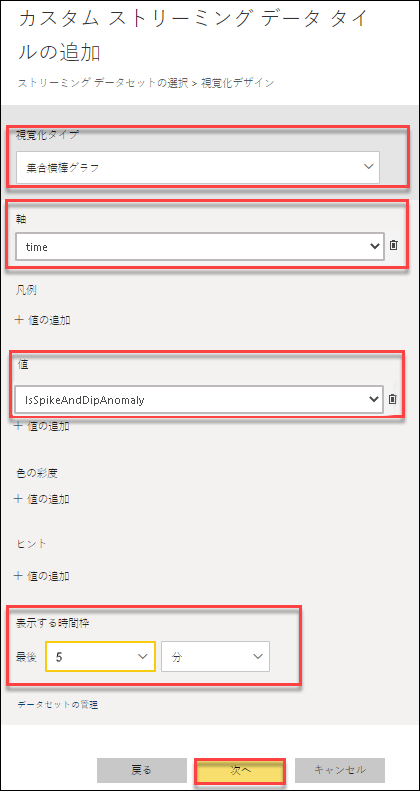 カスタム ストリーミング データ タイ
ルの追加
ストリーミング データセットの選択 > 視覚化デザイン
視覚化タイプ
集合横棒グラフ
軸
time
凡例
+ 値の追加
値
IsSpikeAndDipAnomaly
+ 値の追加
色の彩度
+ 値の追加
ヒント
+ 値の追加
表示する時間枠
最後 5 分
データセットの管理
戻る 次へ キャンセル